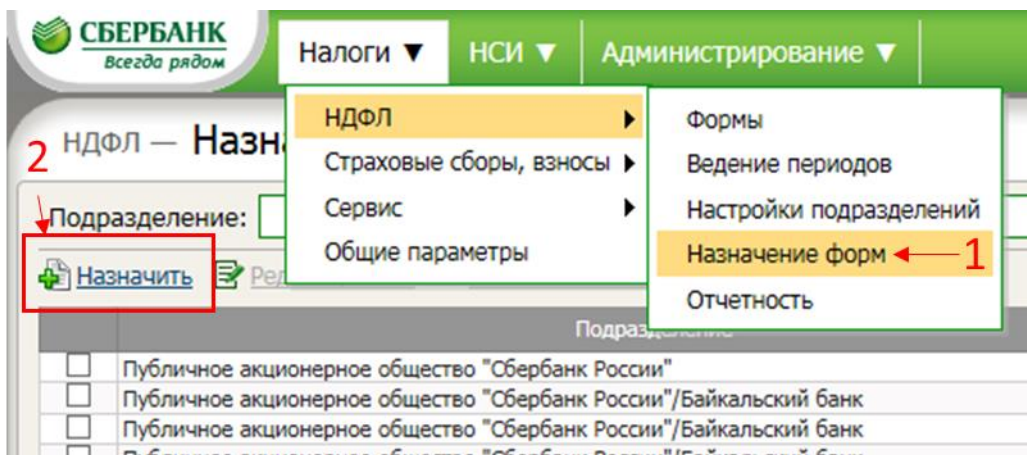 СБЕРБАНК
Всегда рядом
Налоги ▼ НСИ ▼ Администрирование ▼
НДФЛ
Страховые сборы, взносы
Сервис
Общие параметры
Формы
Ведение периодов
Настройки подразделений
Назначение форм
1
Отчетность
НДФЛ —
2
Подразделение:
Назначить
Публичное акционерное общество "Сбербанк России"
Публичное акционерное общество "Сбербанк России"/Байкальский банк
Публичное акционерное общество "Сбербанк России"/Байкальский банк